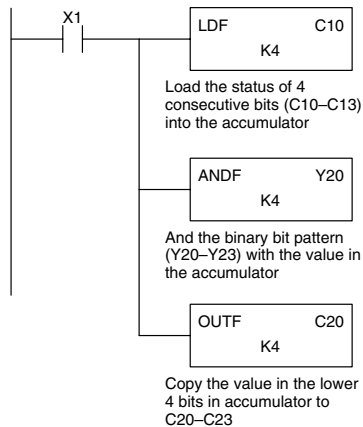 X1
LDF C10
K4
Load the status of 4
consecutive bits (C10–C13)
into the accumulator
ANDF Y20
K4
And the binary bit pattern
(Y20–Y23) with the value in
the accumulator
OUTF C20
K4
Copy the value in the lower
4 bits in accumulator to
C20–C23